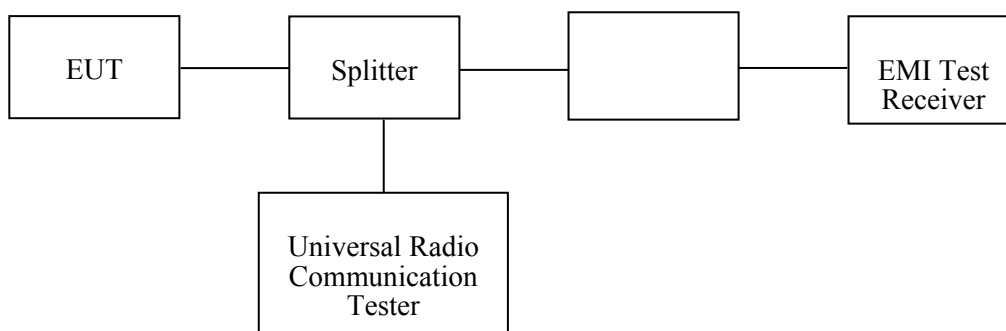 EUT
Splitter
EMI Test
Receiver
Universal Radio
Communication
Tester